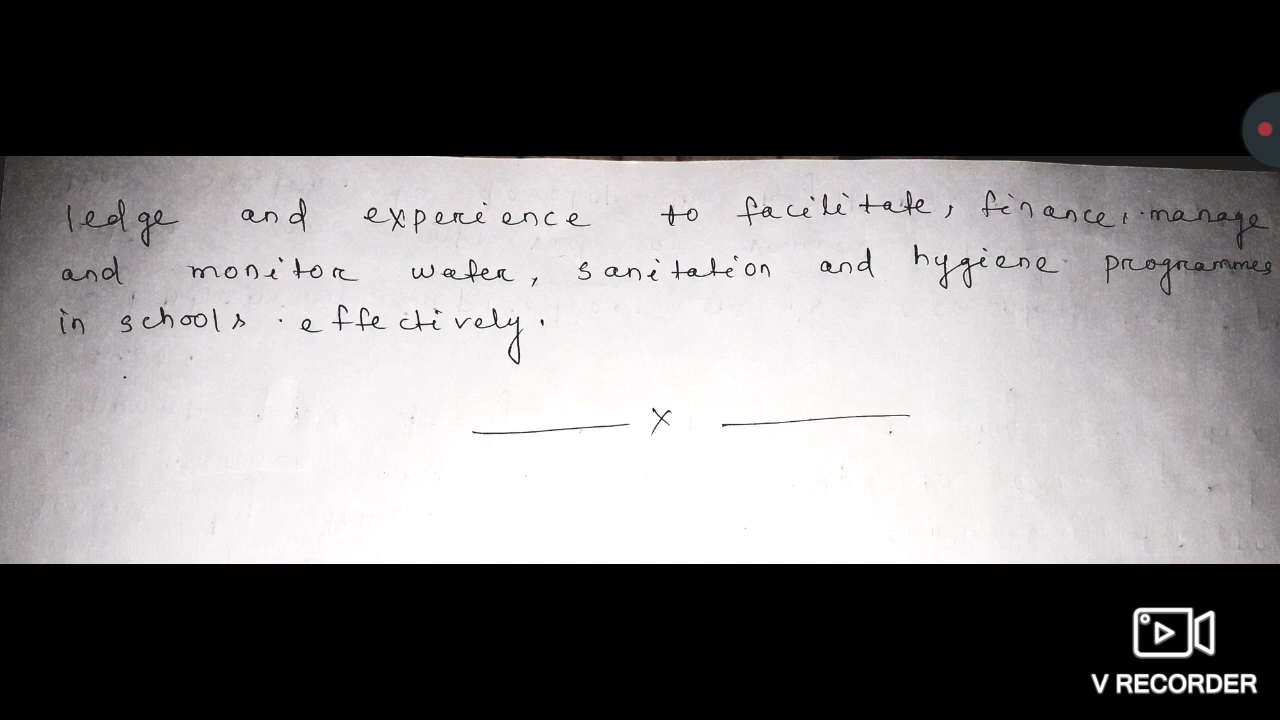 ledge and experience to facilitate, finance, manage
and monitor water, sanitation and hygiene programmes
in schools effectively.
x
V RECORDER